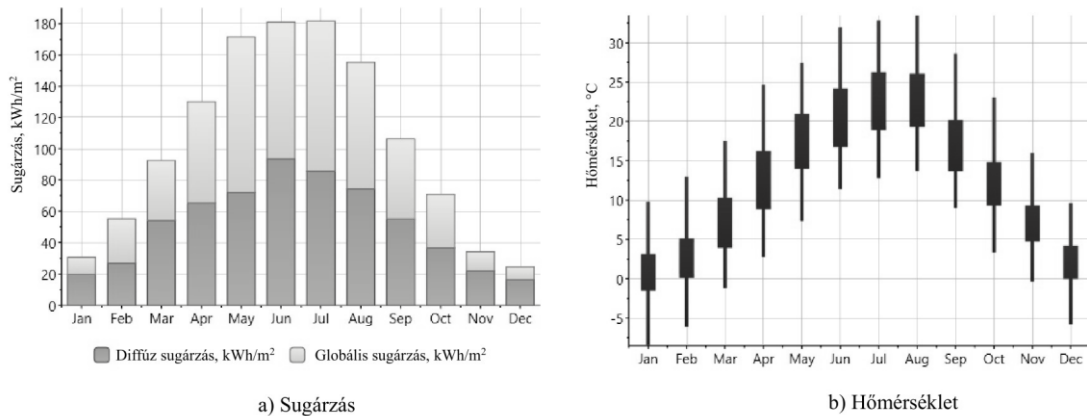 180
160
140
120
100
80
60
40
20
0
Sugárzás, kWh/m²
Jan Feb Mar Apr May Jun Jul Aug Sep Oct Nov Dec
Diffúz sugárzás, kWh/m² Globális sugárzás, kWh/m²
a) Sugárzás
30
25
20
15
10
5
0
-5
Hőmérséklet, °C
Jan Feb Mar Apr May Jun Jul Aug Sep Oct Nov Dec
b) Hőmérséklet